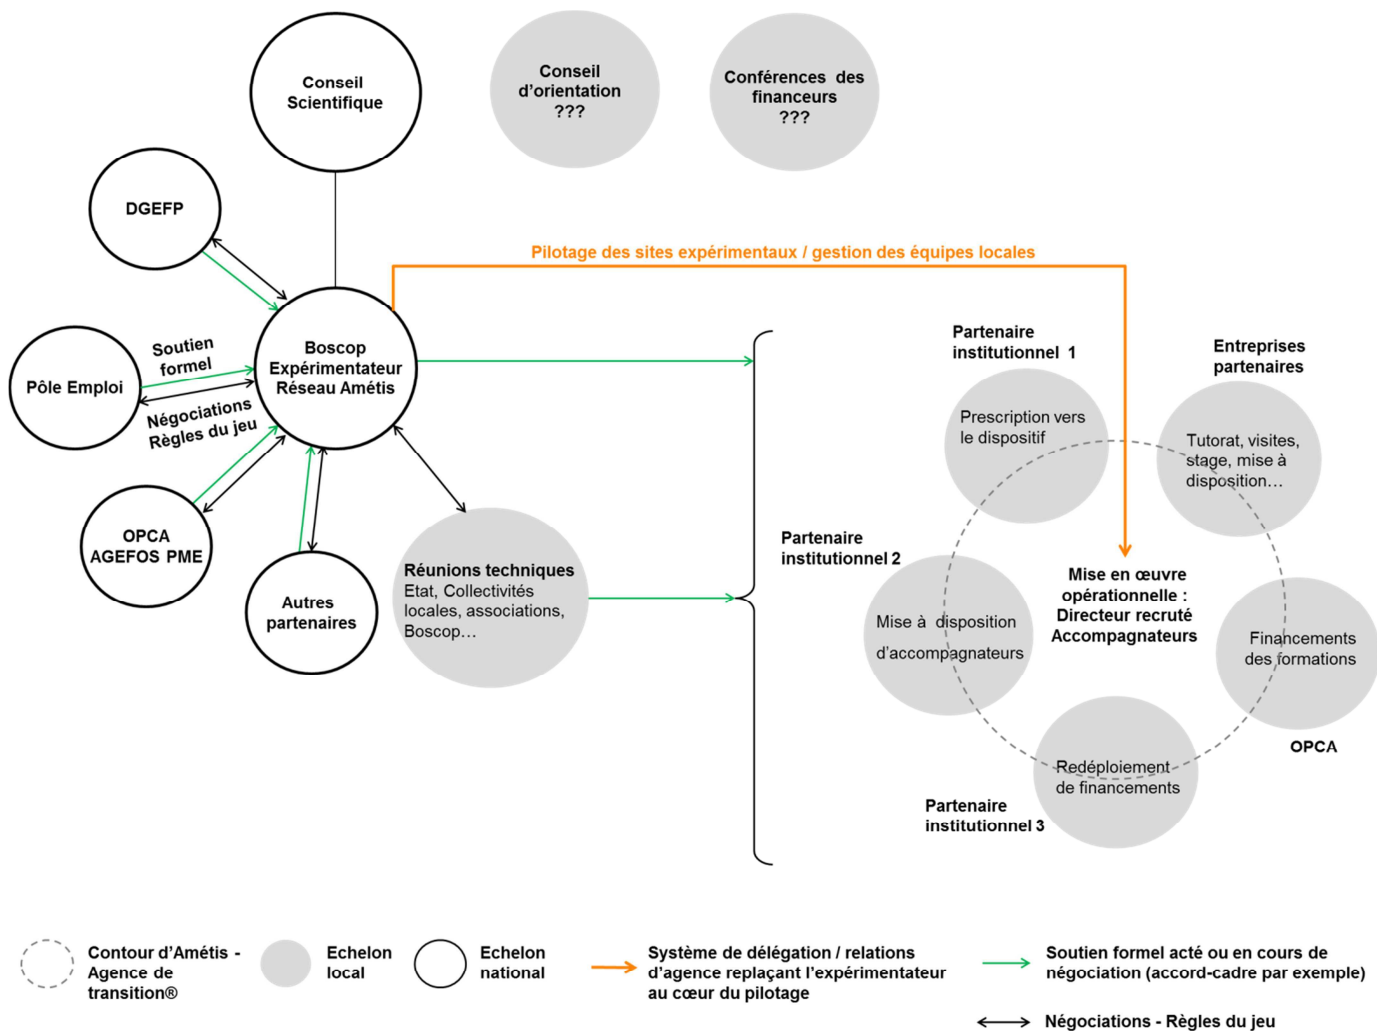 Conseil
Scientifique
Conseil
d'orientation
???
Conférences des
financeurs
???
DGEFP
Pilotage des sites expérimentaux / gestion des équipes locales
Boscop
Expérimentateur
Réseau Amétis
Soutien
formel
Pôle Emploi
Négociations
Règles du jeu
OPCA
AGEFOS PME
Autres
partenaires
Réunions techniques
Etat, Collectivités
locales, associations,
Boscop…
Partenaire
institutionnel 1
Prescription vers
le dispositif
Entreprises
partenaires
Tutorat, visites,
stage, mise à
disposition…
Partenaire
institutionnel 2
Mise à disposition
d'accompagnateurs
Mise en œuvre
opérationnelle :
Directeur recruté
Accompagnateurs
Financements
des formations
OPCA
Redéploiement
de financements
Partenaire
institutionnel 3
Contour d'Amétis -
Agence de
transition®
Echelon
local
Echelon
national
Système de délégation / relations
d'agence replaçant l'expérimentateur
au cœur du pilotage
Soutien formel acté ou en cours de
négociation (accord-cadre par exemple)
Négociations - Règles du jeu